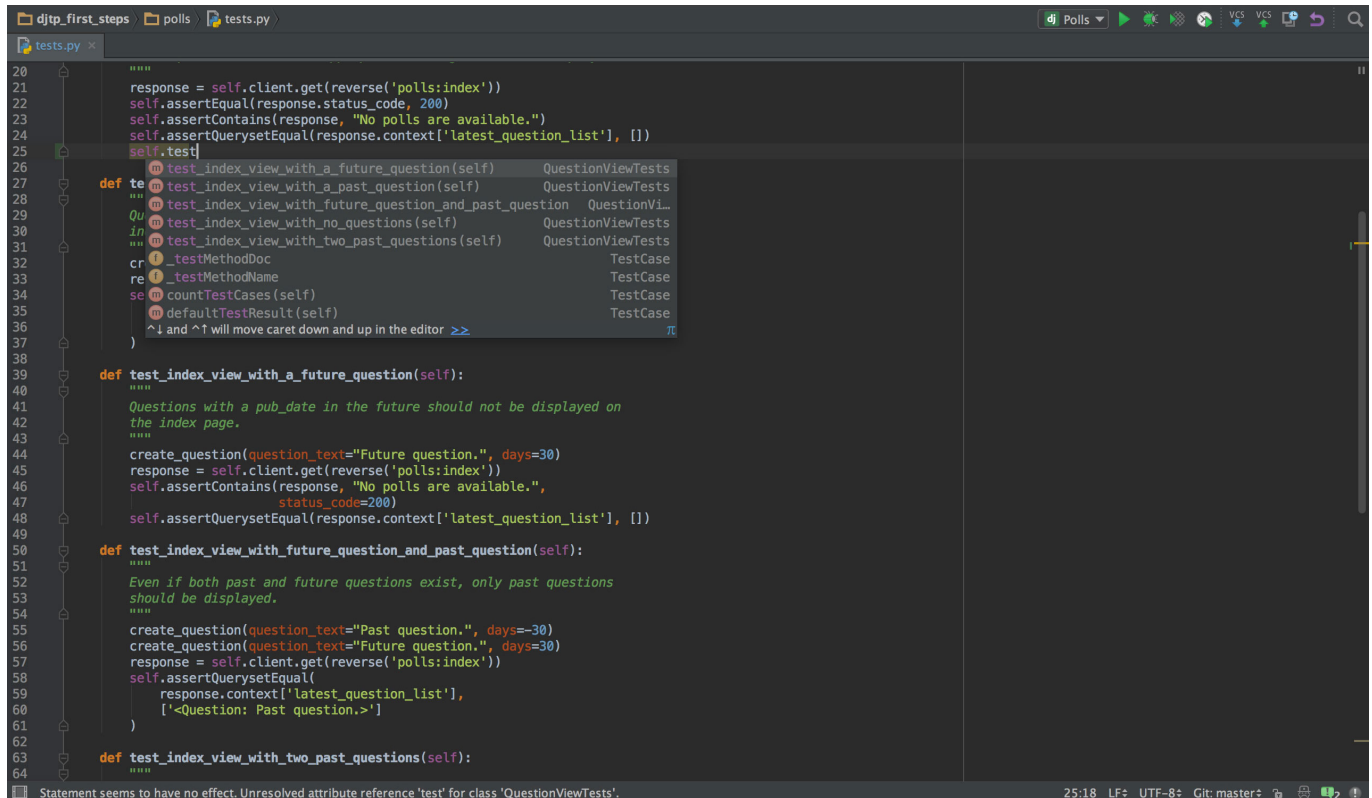 djtp_first_steps polls tests.py
dj Polls
VCS VCS
tests.py ×
20 """
21 response = self.client.get(reverse('polls:index'))
22 self.assertEqual(response.status_code, 200)
23 self.assertContains(response, "No polls are available.")
24 self.assertQuerysetEqual(response.context['latest_question_list'], [])
25 self.test
26 m test_index_view_with_a_future_question(self) QuestionViewTests
27 def te m test_index_view_with_a_past_question(self) QuestionViewTests
28 "" m test_index_view_with_future_question_and_past_question QuestionVi…
29 Qu m test_index_view_with_no_questions(self) QuestionViewTests
30 in m test_index_view_with_two_past_questions(self) QuestionViewTests
31 "" f _testMethodDoc TestCase
32 cr f _testMethodName TestCase
33 re m countTestCases(self) TestCase
34 se m defaultTestResult(self) TestCase
35 ^↓ and ^↑ will move caret down and up in the editor >> π
36
37 )
38
39 def test_index_view_with_a_future_question(self):
40 """
41 Questions with a pub_date in the future should not be displayed on
42 the index page.
43 """
44 create_question(question_text="Future question.", days=30)
45 response = self.client.get(reverse('polls:index'))
46 self.assertContains(response, "No polls are available.",
47 status_code=200)
48 self.assertQuerysetEqual(response.context['latest_question_list'], [])
49
50 def test_index_view_with_future_question_and_past_question(self):
51 """
52 Even if both past and future questions exist, only past questions
53 should be displayed.
54 """
55 create_question(question_text="Past question.", days=-30)
56 create_question(question_text="Future question.", days=30)
57 response = self.client.get(reverse('polls:index'))
58 self.assertQuerysetEqual(
59 response.context['latest_question_list'],
60 ['<Question: Past question.>']
61 )
62
63 def test_index_view_with_two_past_questions(self):
64 """
Statement seems to have no effect. Unresolved attribute reference 'test' for class 'QuestionViewTests'. 25:18 LF÷ UTF-8÷ Git: master÷ 2